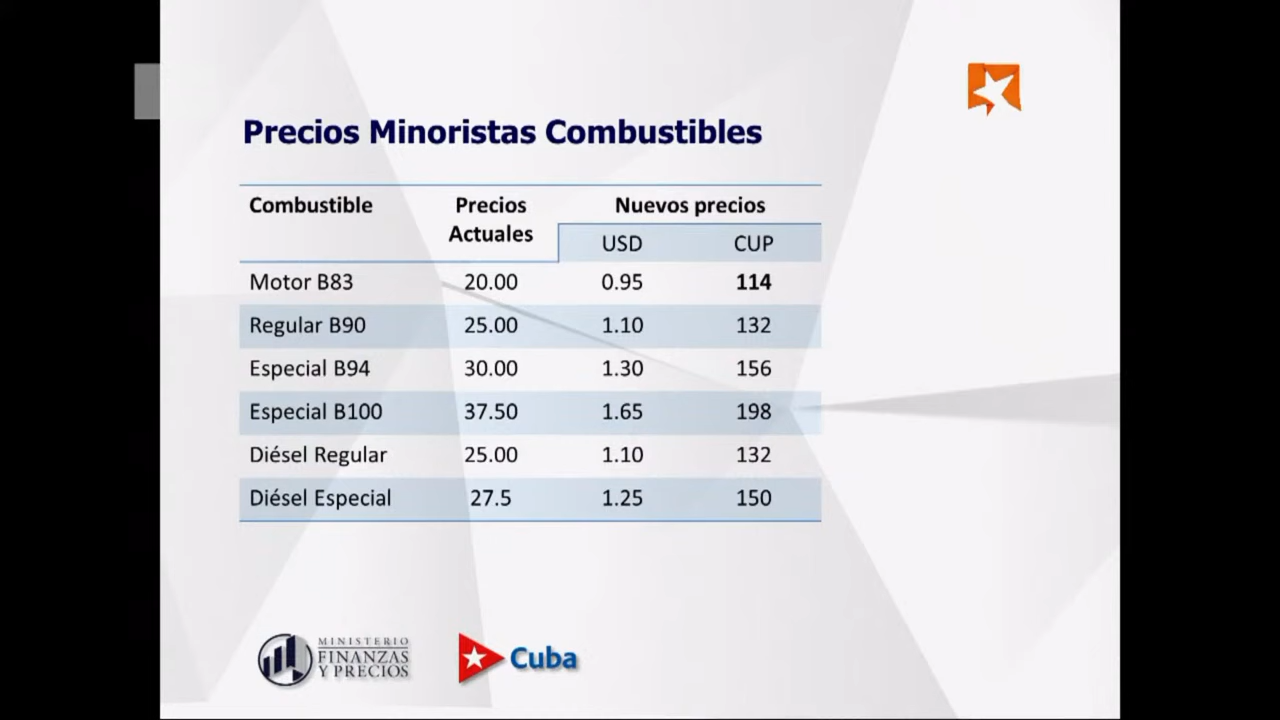 Precios Minoristas Combustibles
Combustible Precios Actuales Nuevos precios
USD CUP
Motor B83 20.00 0.95 114
Regular B90 25.00 1.10 132
Especial B94 30.00 1.30 156
Especial B100 37.50 1.65 198
Diésel Regular 25.00 1.10 132
Diésel Especial 27.5 1.25 150
MINISTERIO
FINANZAS
Y PRECIOS
Cuba